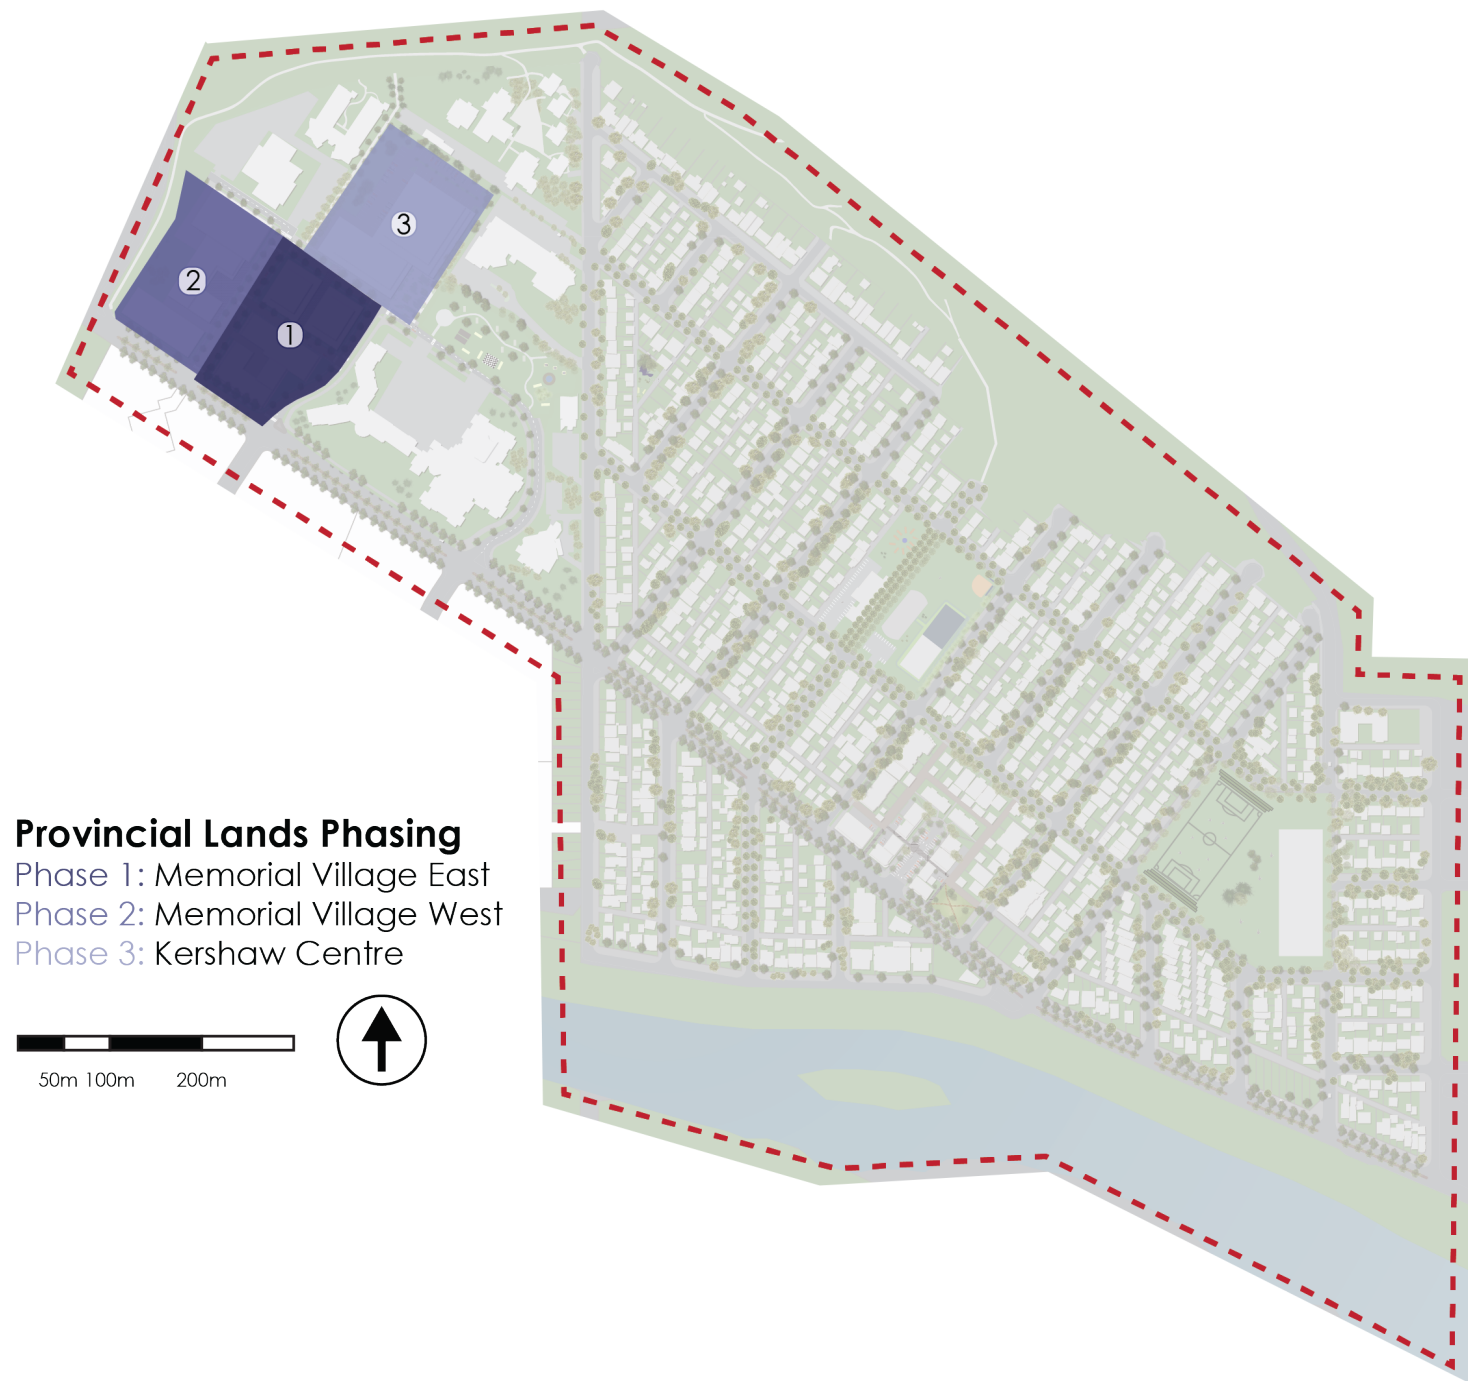 3
2
1
Provincial Lands Phasing
Phase 1: Memorial Village East
Phase 2: Memorial Village West
Phase 3: Kershaw Centre
50m 100m 200m